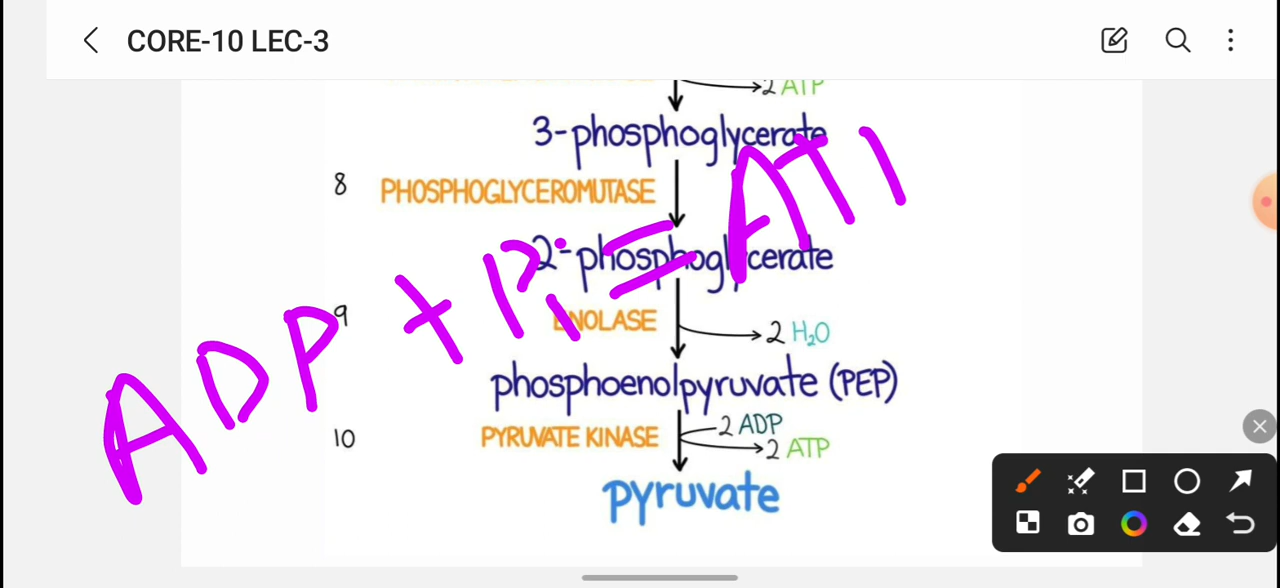 CORE-10 LEC-3
2 ATP
3-phosphoglycerate
8 PHOSPHOGLYCEROMUTASE
2-phosphoglycerate
9 ENOLASE 2 H₂O
phosphoenolpyruvate (PEP)
10 PYRUVATE KINASE 2 ADP
2 ATP
pyruvate
ADP + Pi = AT